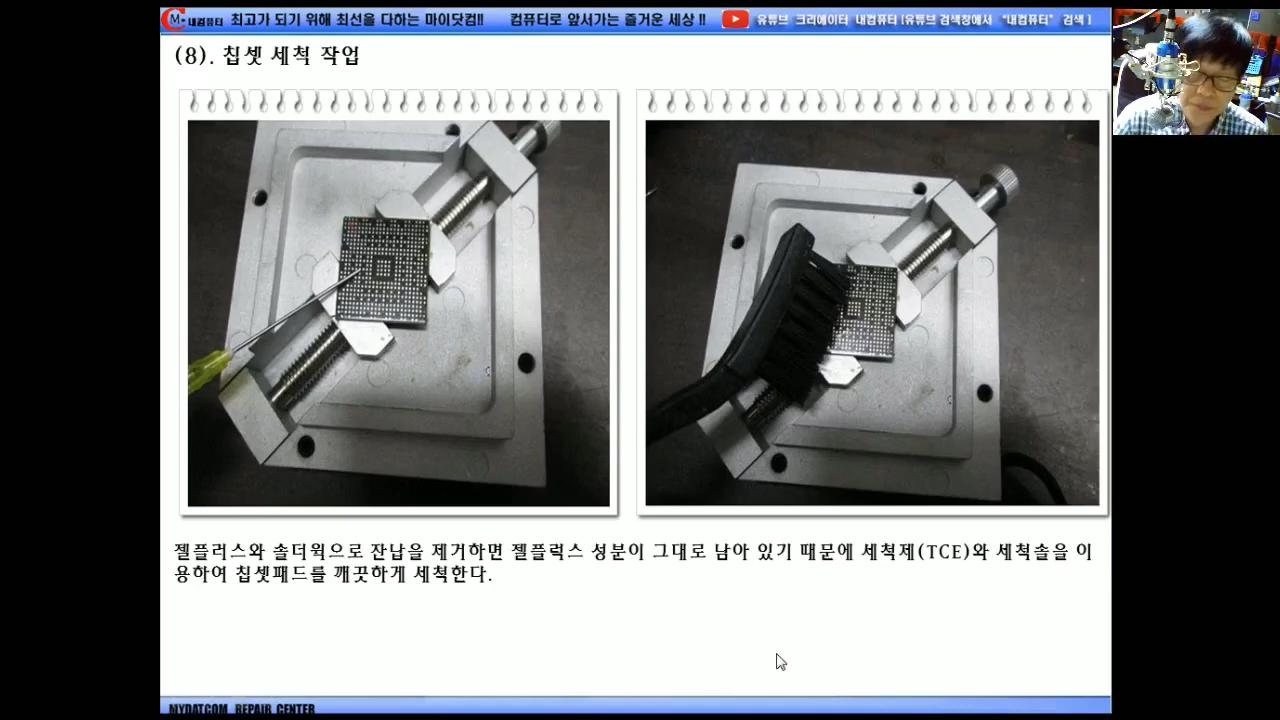 CM• 내컴퓨터 최고가 되기 위해 최선을 다하는 마이닷컴!! 컴퓨터로 앞서가는 즐거운 세상 !! 유튜브 크리에이터 내컴퓨터 [유튜브 검색창에서 "내컴퓨터" 검색 ]
(8). 칩셋 세척 작업
젤플러스와 솔더윅으로 잔납을 제거하면 젤플럭스 성분이 그대로 남아 있기 때문에 세척제(TCE)와 세척솔을 이
용하여 칩셋패드를 깨끗하게 세척한다.
MYDATCOM REPAIR CENTER